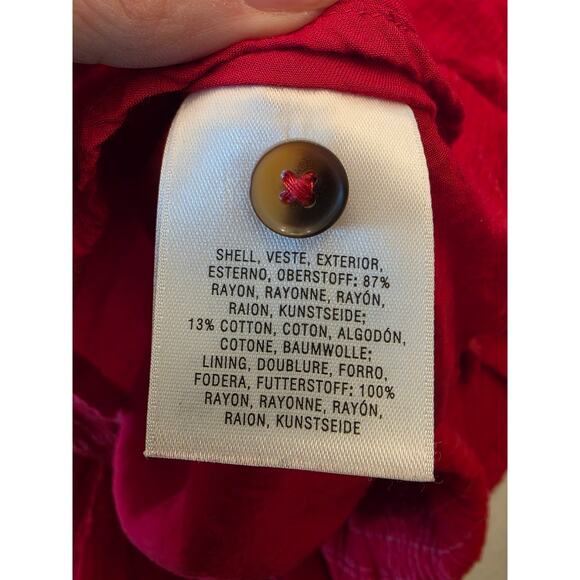 SHELL, VESTE, EXTERIOR,
ESTERNO, OBERSTOFF: 87%
RAYON, RAYONNE, RAYÓN,
RAION, KUNSTSEIDE;
13% COTTON, COTON, ALGODÓN,
COTONE, BAUMWOLLE;
LINING, DOUBLURE, FORRO,
FODERA, FUTTERSTOFF: 100%
RAYON, RAYONNE, RAYÓN,
RAION, KUNSTSEIDE